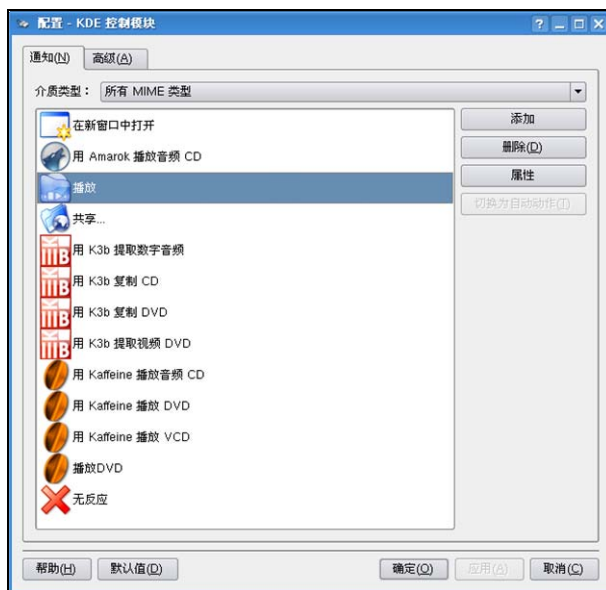 配置 - KDE 控制模块
通知(N) 高级(A)
介质类型： 所有 MIME 类型
在新窗口中打开
用 Amarok 播放音频 CD
播放
共享...
用 K3b 提取数字音频
用 K3b 复制 CD
用 K3b 复制 DVD
用 K3b 提取视频 DVD
用 Kaffeine 播放音频 CD
用 Kaffeine 播放 DVD
用 Kaffeine 播放 VCD
播放DVD
无反应
添加
删除(D)
属性
切换为自动动作(T)
帮助(H) 默认值(D) 确定(O) 应用(A) 取消(C)